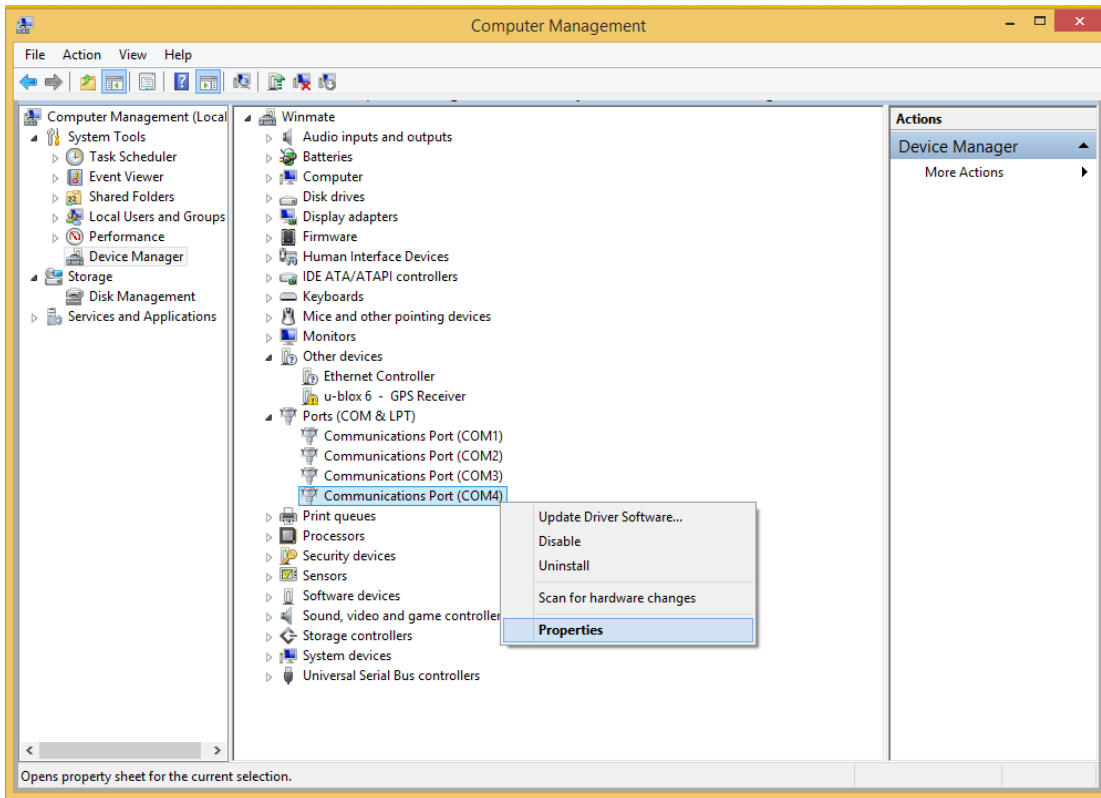 Computer Management
File Action View Help
Computer Management (Local
System Tools
Task Scheduler
Event Viewer
Shared Folders
Local Users and Groups
Performance
Device Manager
Storage
Disk Management
Services and Applications
Winmate
Audio inputs and outputs
Batteries
Computer
Disk drives
Display adapters
Firmware
Human Interface Devices
IDE ATA/ATAPI controllers
Keyboards
Mice and other pointing devices
Monitors
Other devices
Ethernet Controller
u-blox 6 - GPS Receiver
Ports (COM & LPT)
Communications Port (COM1)
Communications Port (COM2)
Communications Port (COM3)
Communications Port (COM4)
Print queues
Processors
Security devices
Sensors
Software devices
Sound, video and game controller
Storage controllers
System devices
Universal Serial Bus controllers
Update Driver Software...
Disable
Uninstall
Scan for hardware changes
Properties
Actions
Device Manager
More Actions
Opens property sheet for the current selection.